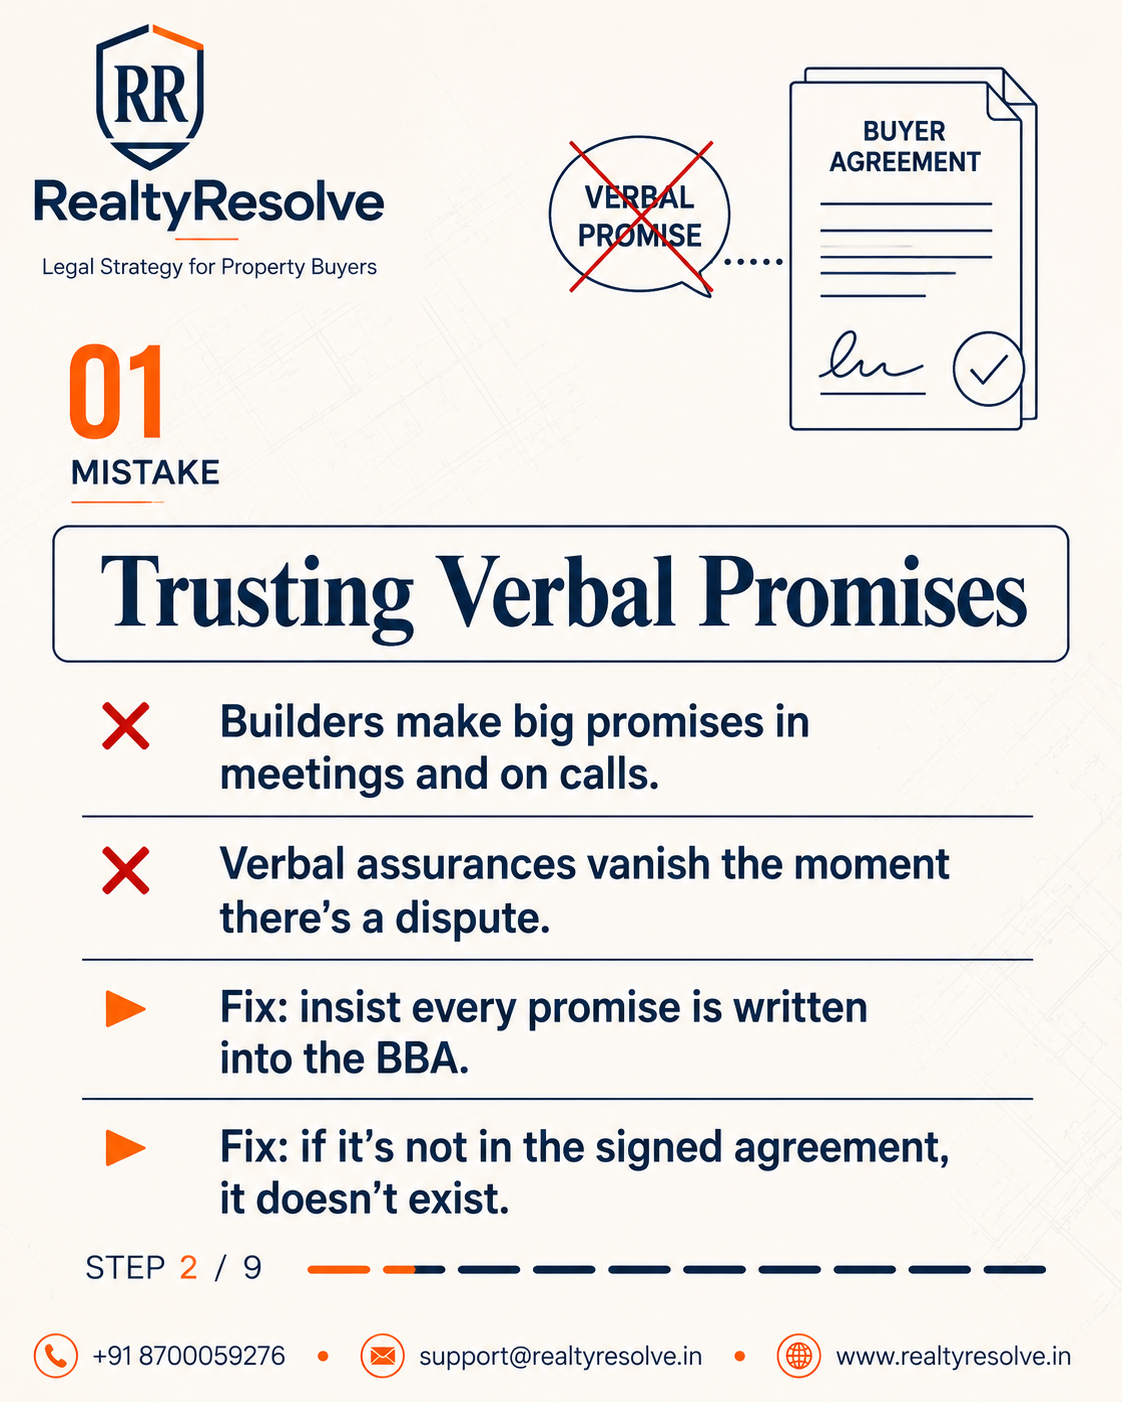 RR
RealtyResolve
Legal Strategy for Property Buyers
VERBAL
PROMISE
BUYER
AGREEMENT
01
MISTAKE
Trusting Verbal Promises
Builders make big promises in
meetings and on calls.
Verbal assurances vanish the moment
there’s a dispute.
Fix: insist every promise is written
into the BBA.
Fix: if it’s not in the signed agreement,
it doesn’t exist.
STEP 2 / 9
+91 8700059276 • support@realtyresolve.in • www.realtyresolve.in